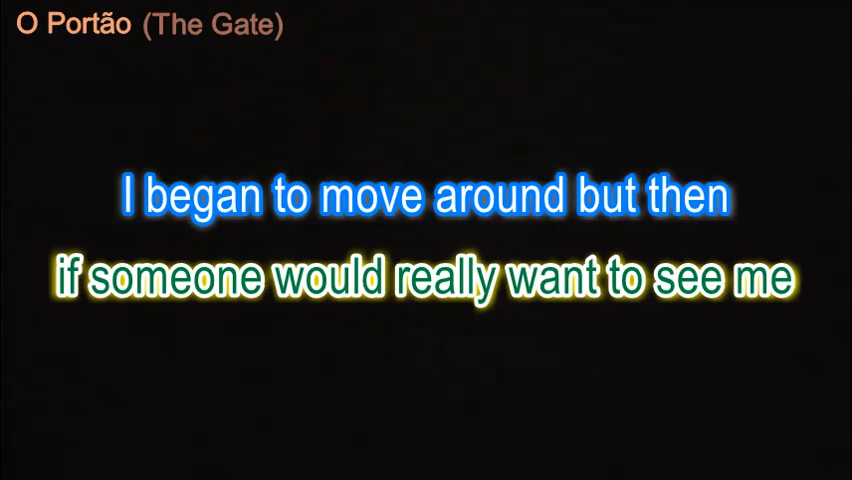 O Portão (The Gate)
I began to move around but then
if someone would really want to see me